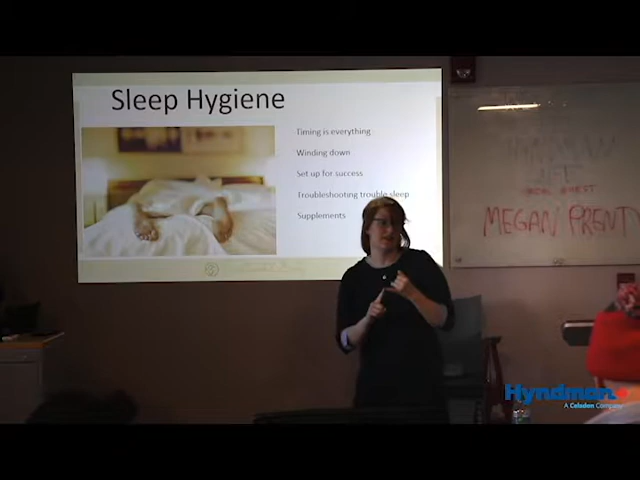 Sleep Hygiene
Timing is everything
Winding down
Set up for success
Troubleshooting trouble sleep
Supplements
MEGAN PRENT
Hyndman
A Celadon Company